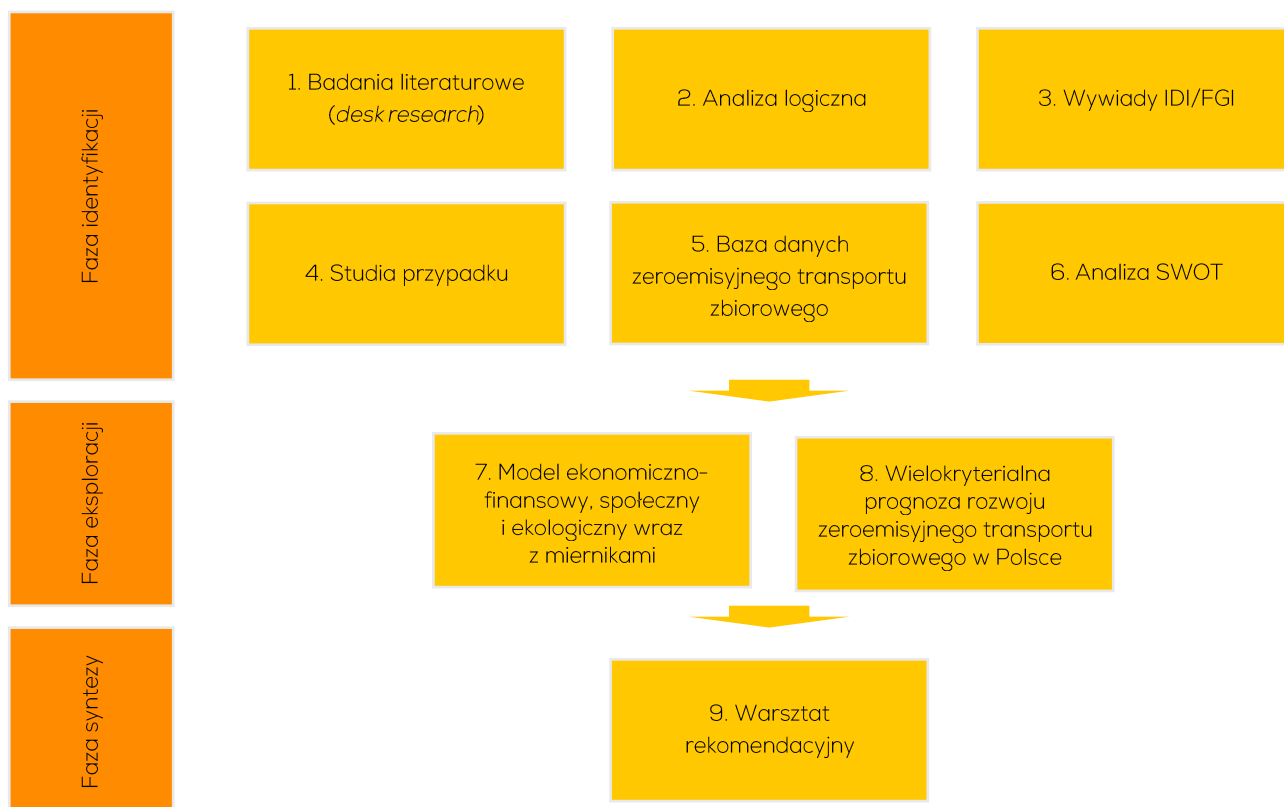 Faza identyfikacji
1. Badania literaturowe
(desk research)
2. Analiza logiczna
3. Wywiady IDI/FGI
4. Studia przypadku
5. Baza danych
zeroemisyjnego transportu
zbiorowego
6. Analiza SWOT
Faza eksploracji
7. Model ekonomiczno-
finansowy, społeczny
i ekologiczny wraz
z miernikami
8. Wielokryterialna
prognoza rozwoju
zeroemisyjnego transportu
zbiorowego w Polsce
Faza syntezy
9. Warsztat
rekomendacyjny